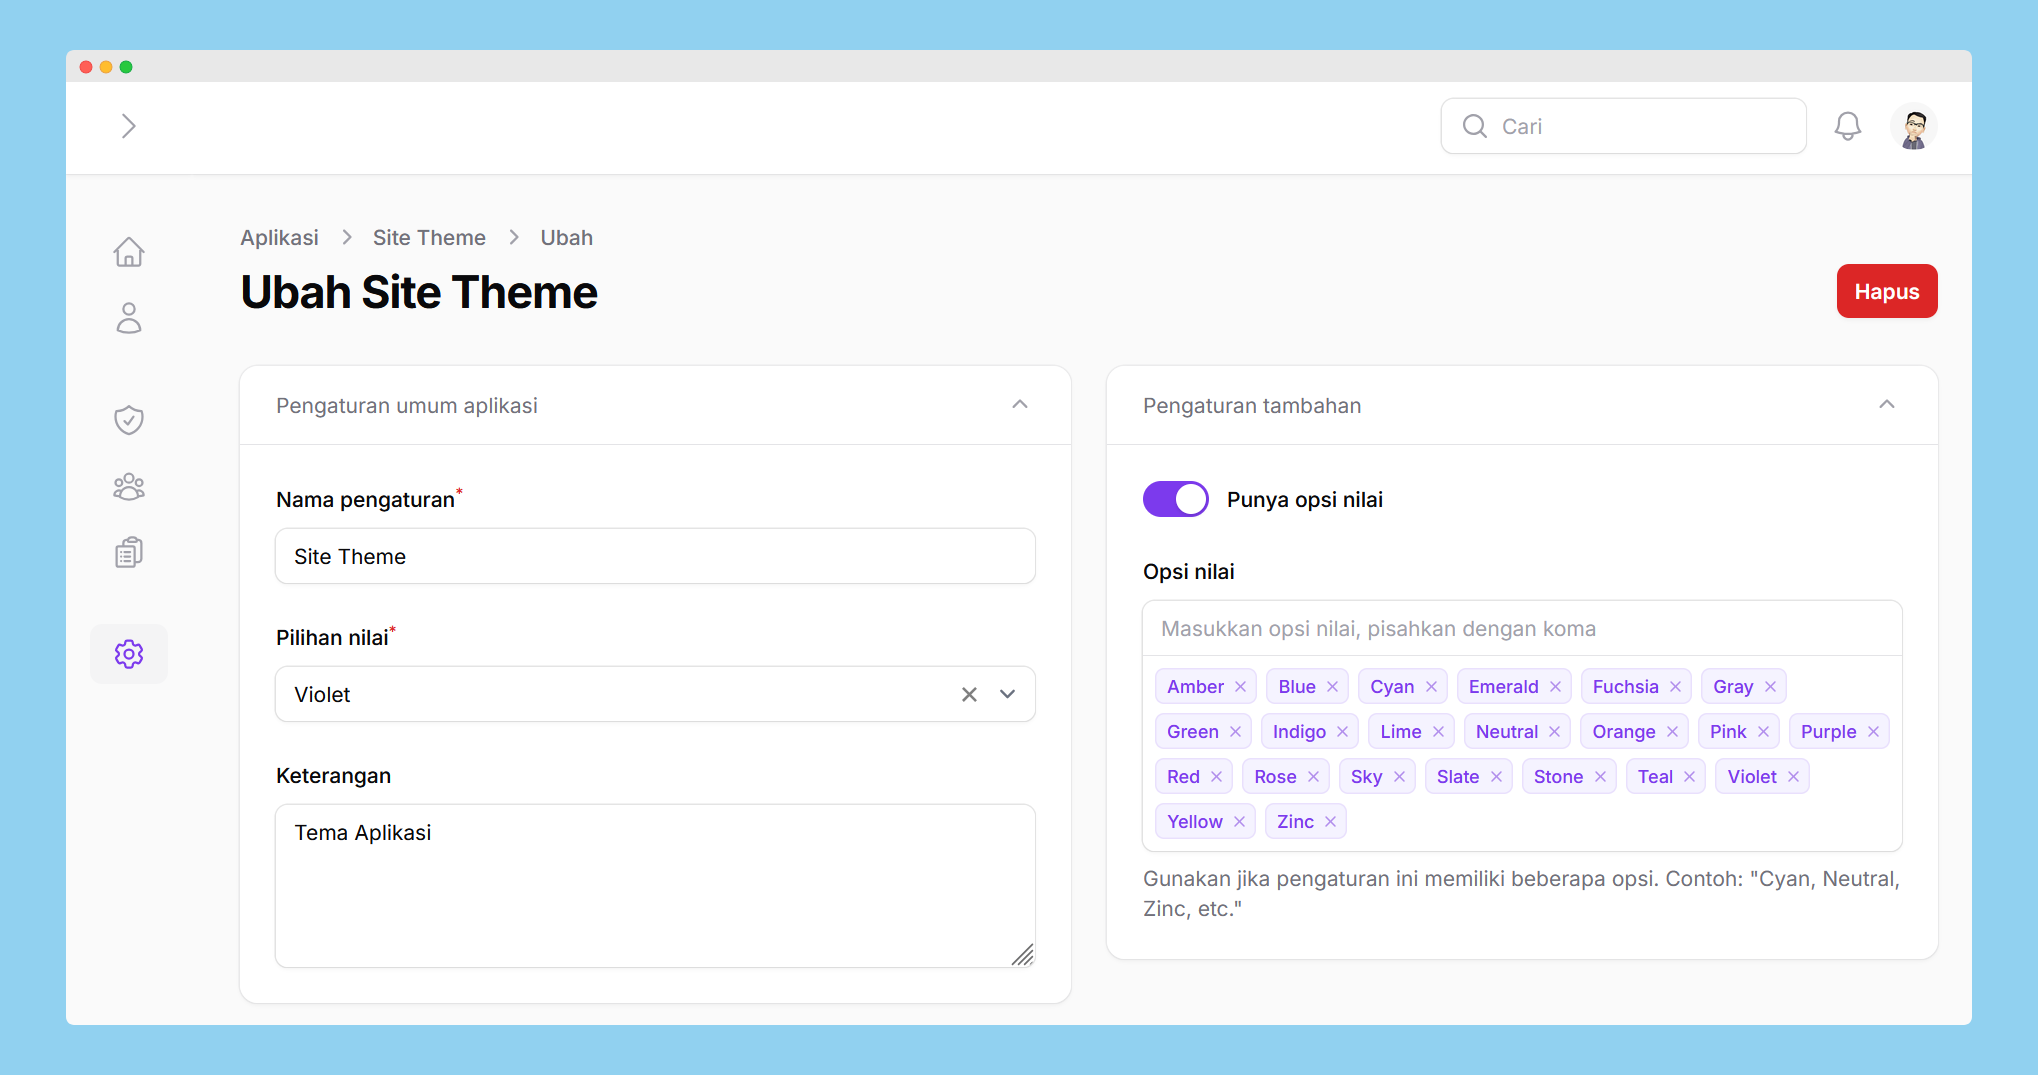 Cari
Aplikasi Site Theme Ubah
Ubah Site Theme
Hapus
Pengaturan umum aplikasi
Nama pengaturan*
Site Theme
Pilihan nilai*
Violet
Keterangan
Tema Aplikasi
Pengaturan tambahan
Punya opsi nilai
Opsi nilai
Masukkan opsi nilai, pisahkan dengan koma
Amber Blue Cyan Emerald Fuchsia Gray
Green Indigo Lime Neutral Orange Pink Purple
Red Rose Sky Slate Stone Teal Violet
Yellow Zinc
Gunakan jika pengaturan ini memiliki beberapa opsi. Contoh: "Cyan, Neutral,
Zinc, etc."